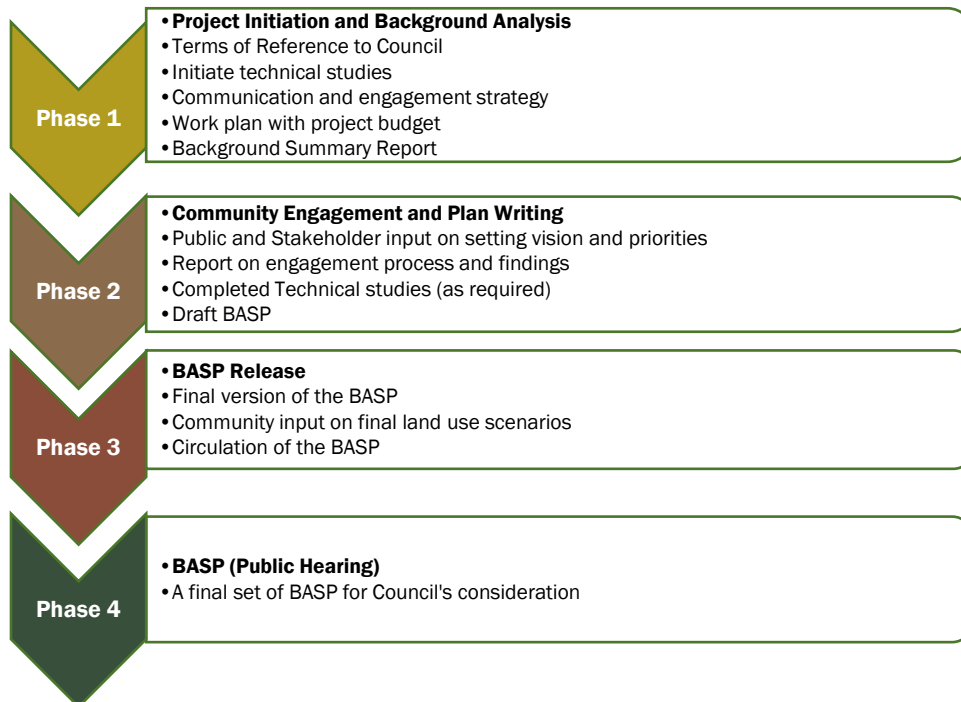 Phase 1
•Project Initiation and Background Analysis
•Terms of Reference to Council
•Initiate technical studies
•Communication and engagement strategy
•Work plan with project budget
•Background Summary Report
Phase 2
•Community Engagement and Plan Writing
•Public and Stakeholder input on setting vision and priorities
•Report on engagement process and findings
•Completed Technical studies (as required)
•Draft BASP
Phase 3
•BASP Release
•Final version of the BASP
•Community input on final land use scenarios
•Circulation of the BASP
Phase 4
•BASP (Public Hearing)
•A final set of BASP for Council's consideration